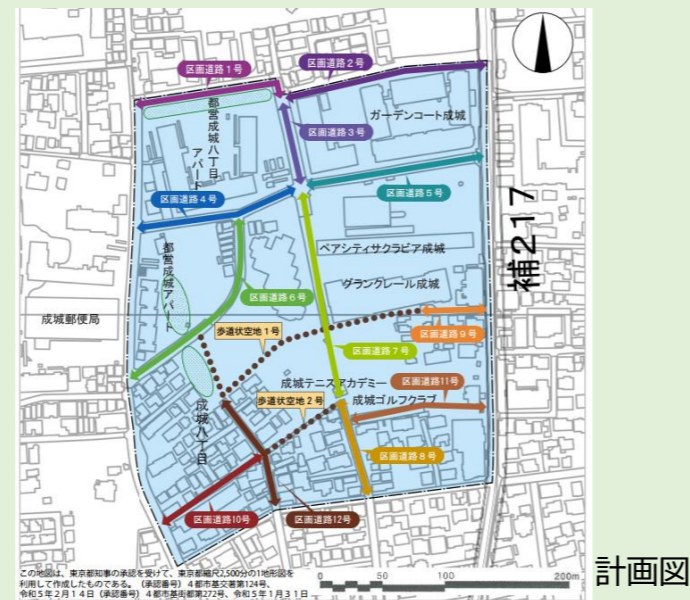 区画道路1号
区画道路2号
ガーデンコート成城
都営成城八丁目
アパート
区画道路3号
区画道路4号
区画道路5号
補217
ペアシティサクラビア成城
都営成城アパート
グランクレール成城
区画道路6号
成城郵便局
歩道状空地1号
区画道路9号
区画道路7号
成城テニスアカデミー
区画道路11号
歩道状空地2号
成城ゴルフクラブ
成城八丁目
区画道路8号
区画道路10号
区画道路12号
計画図
この地図は、東京都知事の承認を受けて、東京都縮尺2,500分の1地形図を
利用して作成したものである。（承認番号）4都市基交著第124号、
令和5年2月14日（承認番号）4都市基街都第272号、令和5年1月31日
0 50 100 200m